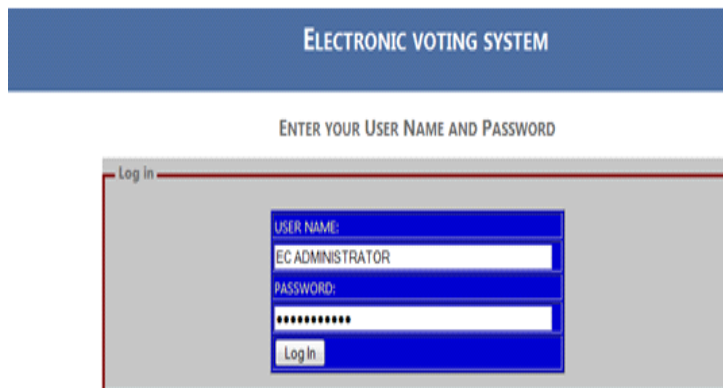 ELECTRONIC VOTING SYSTEM
ENTER YOUR USER NAME AND PASSWORD
Log in
USER NAME:
EC ADMINISTRATOR
PASSWORD:
●●●●●●●●●●●
Log In